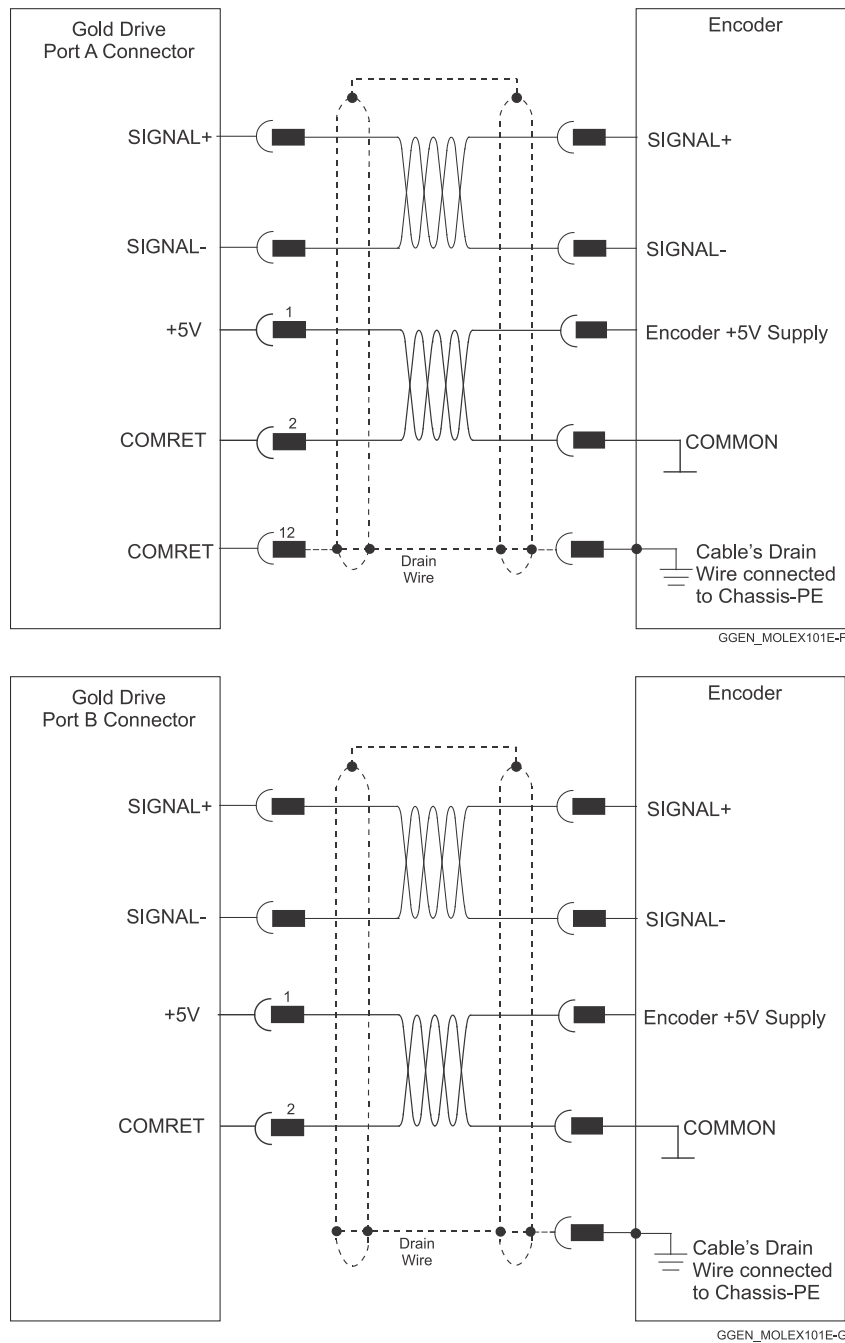 Gold Drive
Port A Connector
Encoder
SIGNAL+
SIGNAL+
SIGNAL-
SIGNAL-
+5V
1
Encoder +5V Supply
COMRET
2
COMMON
COMRET
12
Drain
Wire
Cable's Drain
Wire connected
to Chassis-PE
GGEN_MOLEX101E-F
Gold Drive
Port B Connector
Encoder
SIGNAL+
SIGNAL+
SIGNAL-
SIGNAL-
+5V
1
Encoder +5V Supply
COMRET
2
COMMON
Drain
Wire
Cable's Drain
Wire connected
to Chassis-PE
GGEN_MOLEX101E-G